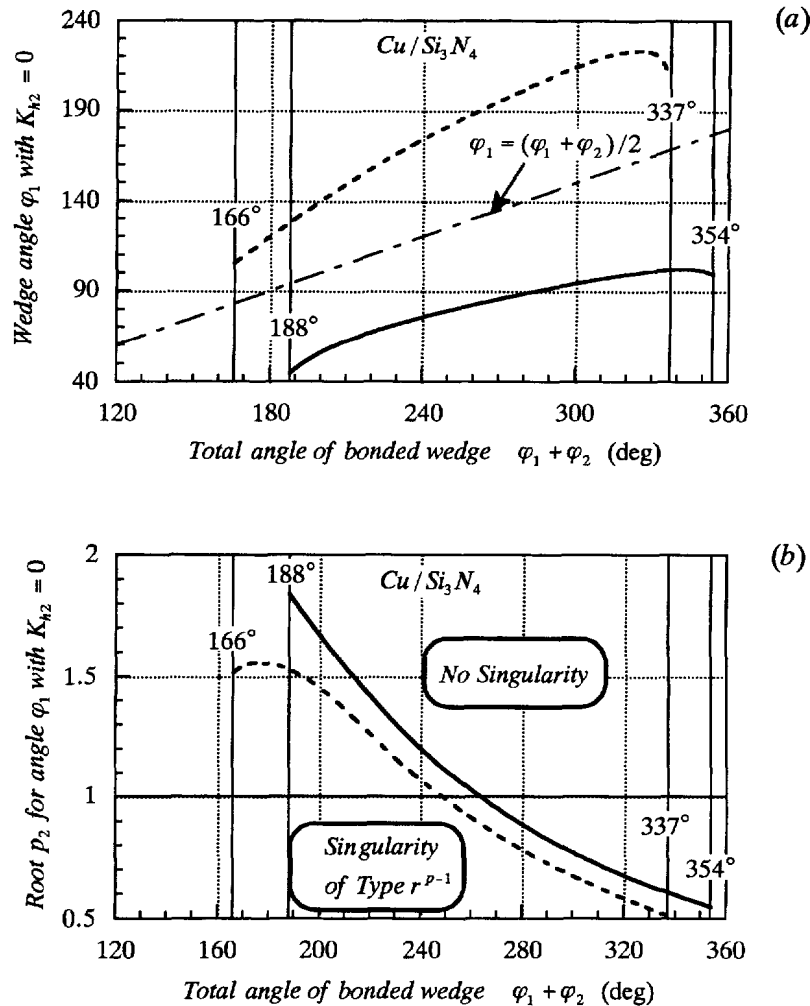 (a)
Cu/Si₃N₄
Wedge angle φ₁ with Kₕ₂ = 0
240
190
140
90
40
166°
188°
337°
354°
φ₁ = (φ₁ + φ₂)/2
120
180
240
300
360
Total angle of bonded wedge φ₁ + φ₂ (deg)
(b)
Cu/Si₃N₄
Root p₂ for angle φ₁ with Kₕ₂ = 0
2
1.5
1
0.5
188°
166°
No Singularity
Singularity
of Type r^{p-1}
337°
354°
120
160
200
240
280
320
360
Total angle of bonded wedge φ₁ + φ₂ (deg)